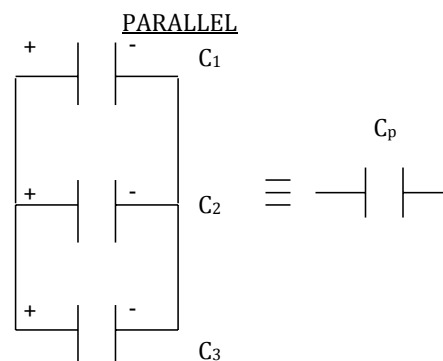 PARALLEL
+ - C1
Cp
+ - C2
+ - C3